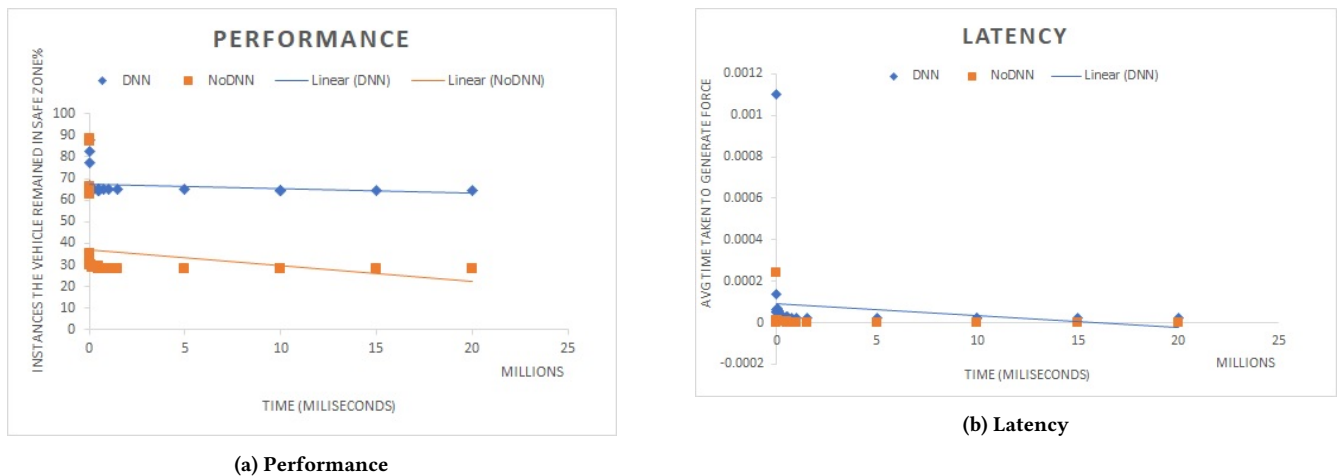 PERFORMANCE
DNN NoDNN Linear (DNN) Linear (NoDNN)
INSTANCES THE VEHICLE REMAINED IN SAFE ZONE%
100
90
80
70
60
50
40
30
20
10
0
0 5 10 15 20 25
MILLIONS
TIME (MILISECONDS)
(a) Performance
LATENCY
DNN NoDNN Linear (DNN)
AVG TIME TAKEN TO GENERATE FORCE
0.0012
0.001
0.0008
0.0006
0.0004
0.0002
0
-0.0002
0 5 10 15 20 25
MILLIONS
TIME (MILISECONDS)
(b) Latency